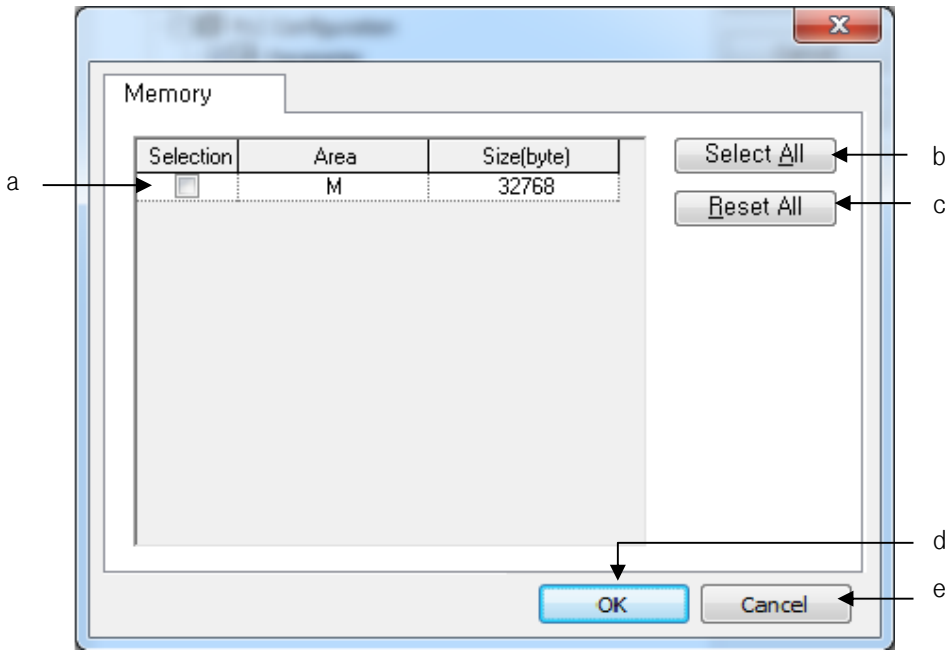 Memory
Selection Area Size(byte)
M 32768
Select All
Reset All
OK
Cancel
a
b
c
d
e